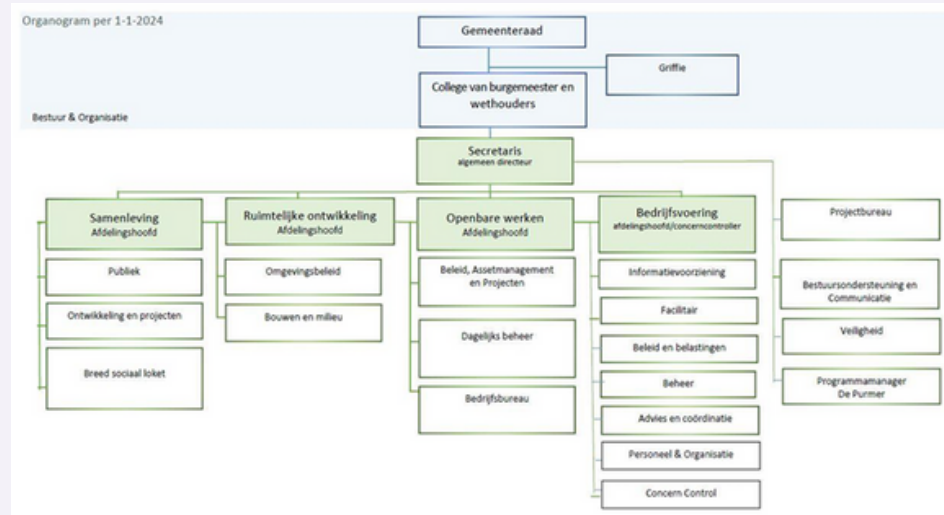 Organogram per 1-1-2024
Gemeenteraad
Griffie
College van burgemeester en
wethouders
Bestuur & Organisatie
Secretaris
algemeen directeur
Samenleving
Afdelingshoofd
Publiek
Ontwikkeling en projecten
Breed sociaal loket
Ruimtelijke ontwikkeling
Afdelingshoofd
Omgevingsbeleid
Bouwen en milieu
Openbare werken
Afdelingshoofd
Beleid, Assetmanagement
en Projecten
Dagelijks beheer
Bedrijfsbureau
Bedrijfsvoering
afdelingshoofd/concerncontroller
Informatievoorziening
Facilitair
Beleid en belastingen
Beheer
Advies en coördinatie
Personeel & Organisatie
Concern Control
Projectbureau
Bestuursondersteuning en
Communicatie
Veiligheid
Programmamanager
De Purmer